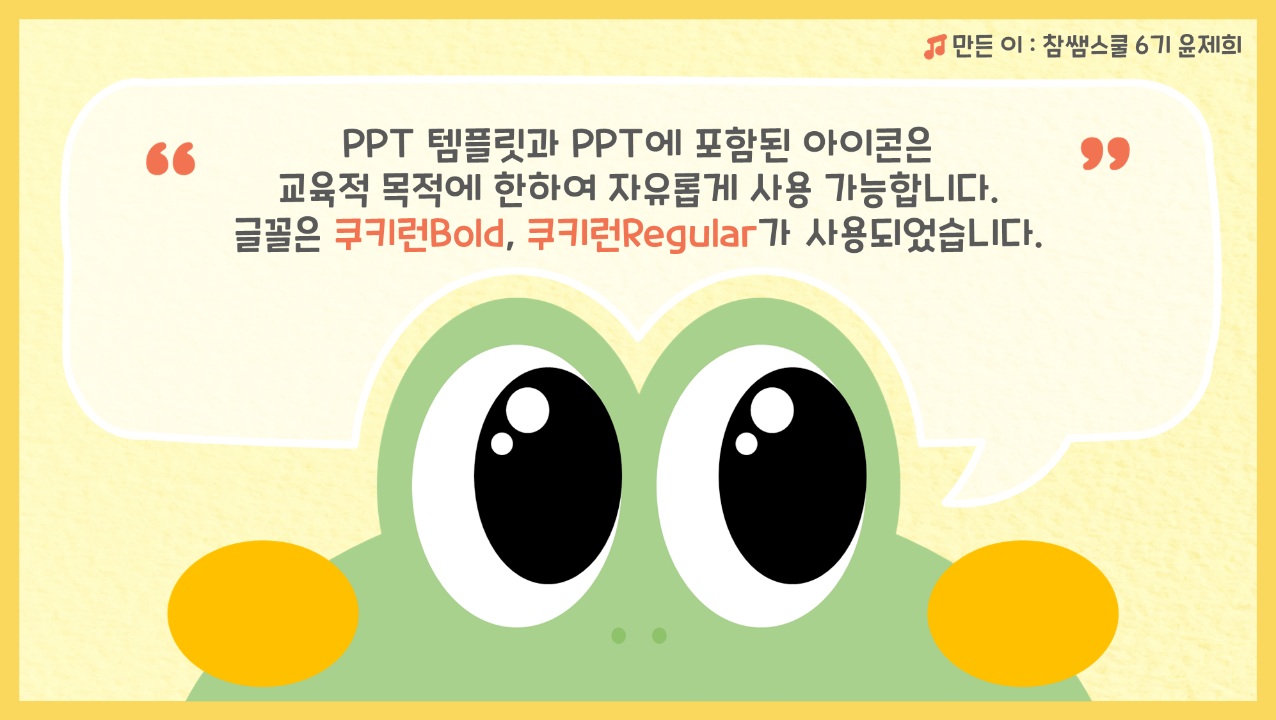 만든 이 : 참쌤스쿨 6기 윤제희
“ PPT 템플릿과 PPT에 포함된 아이콘은 ”
교육적 목적에 한하여 자유롭게 사용 가능합니다.
글꼴은 쿠키런Bold, 쿠키런Regular가 사용되었습니다.